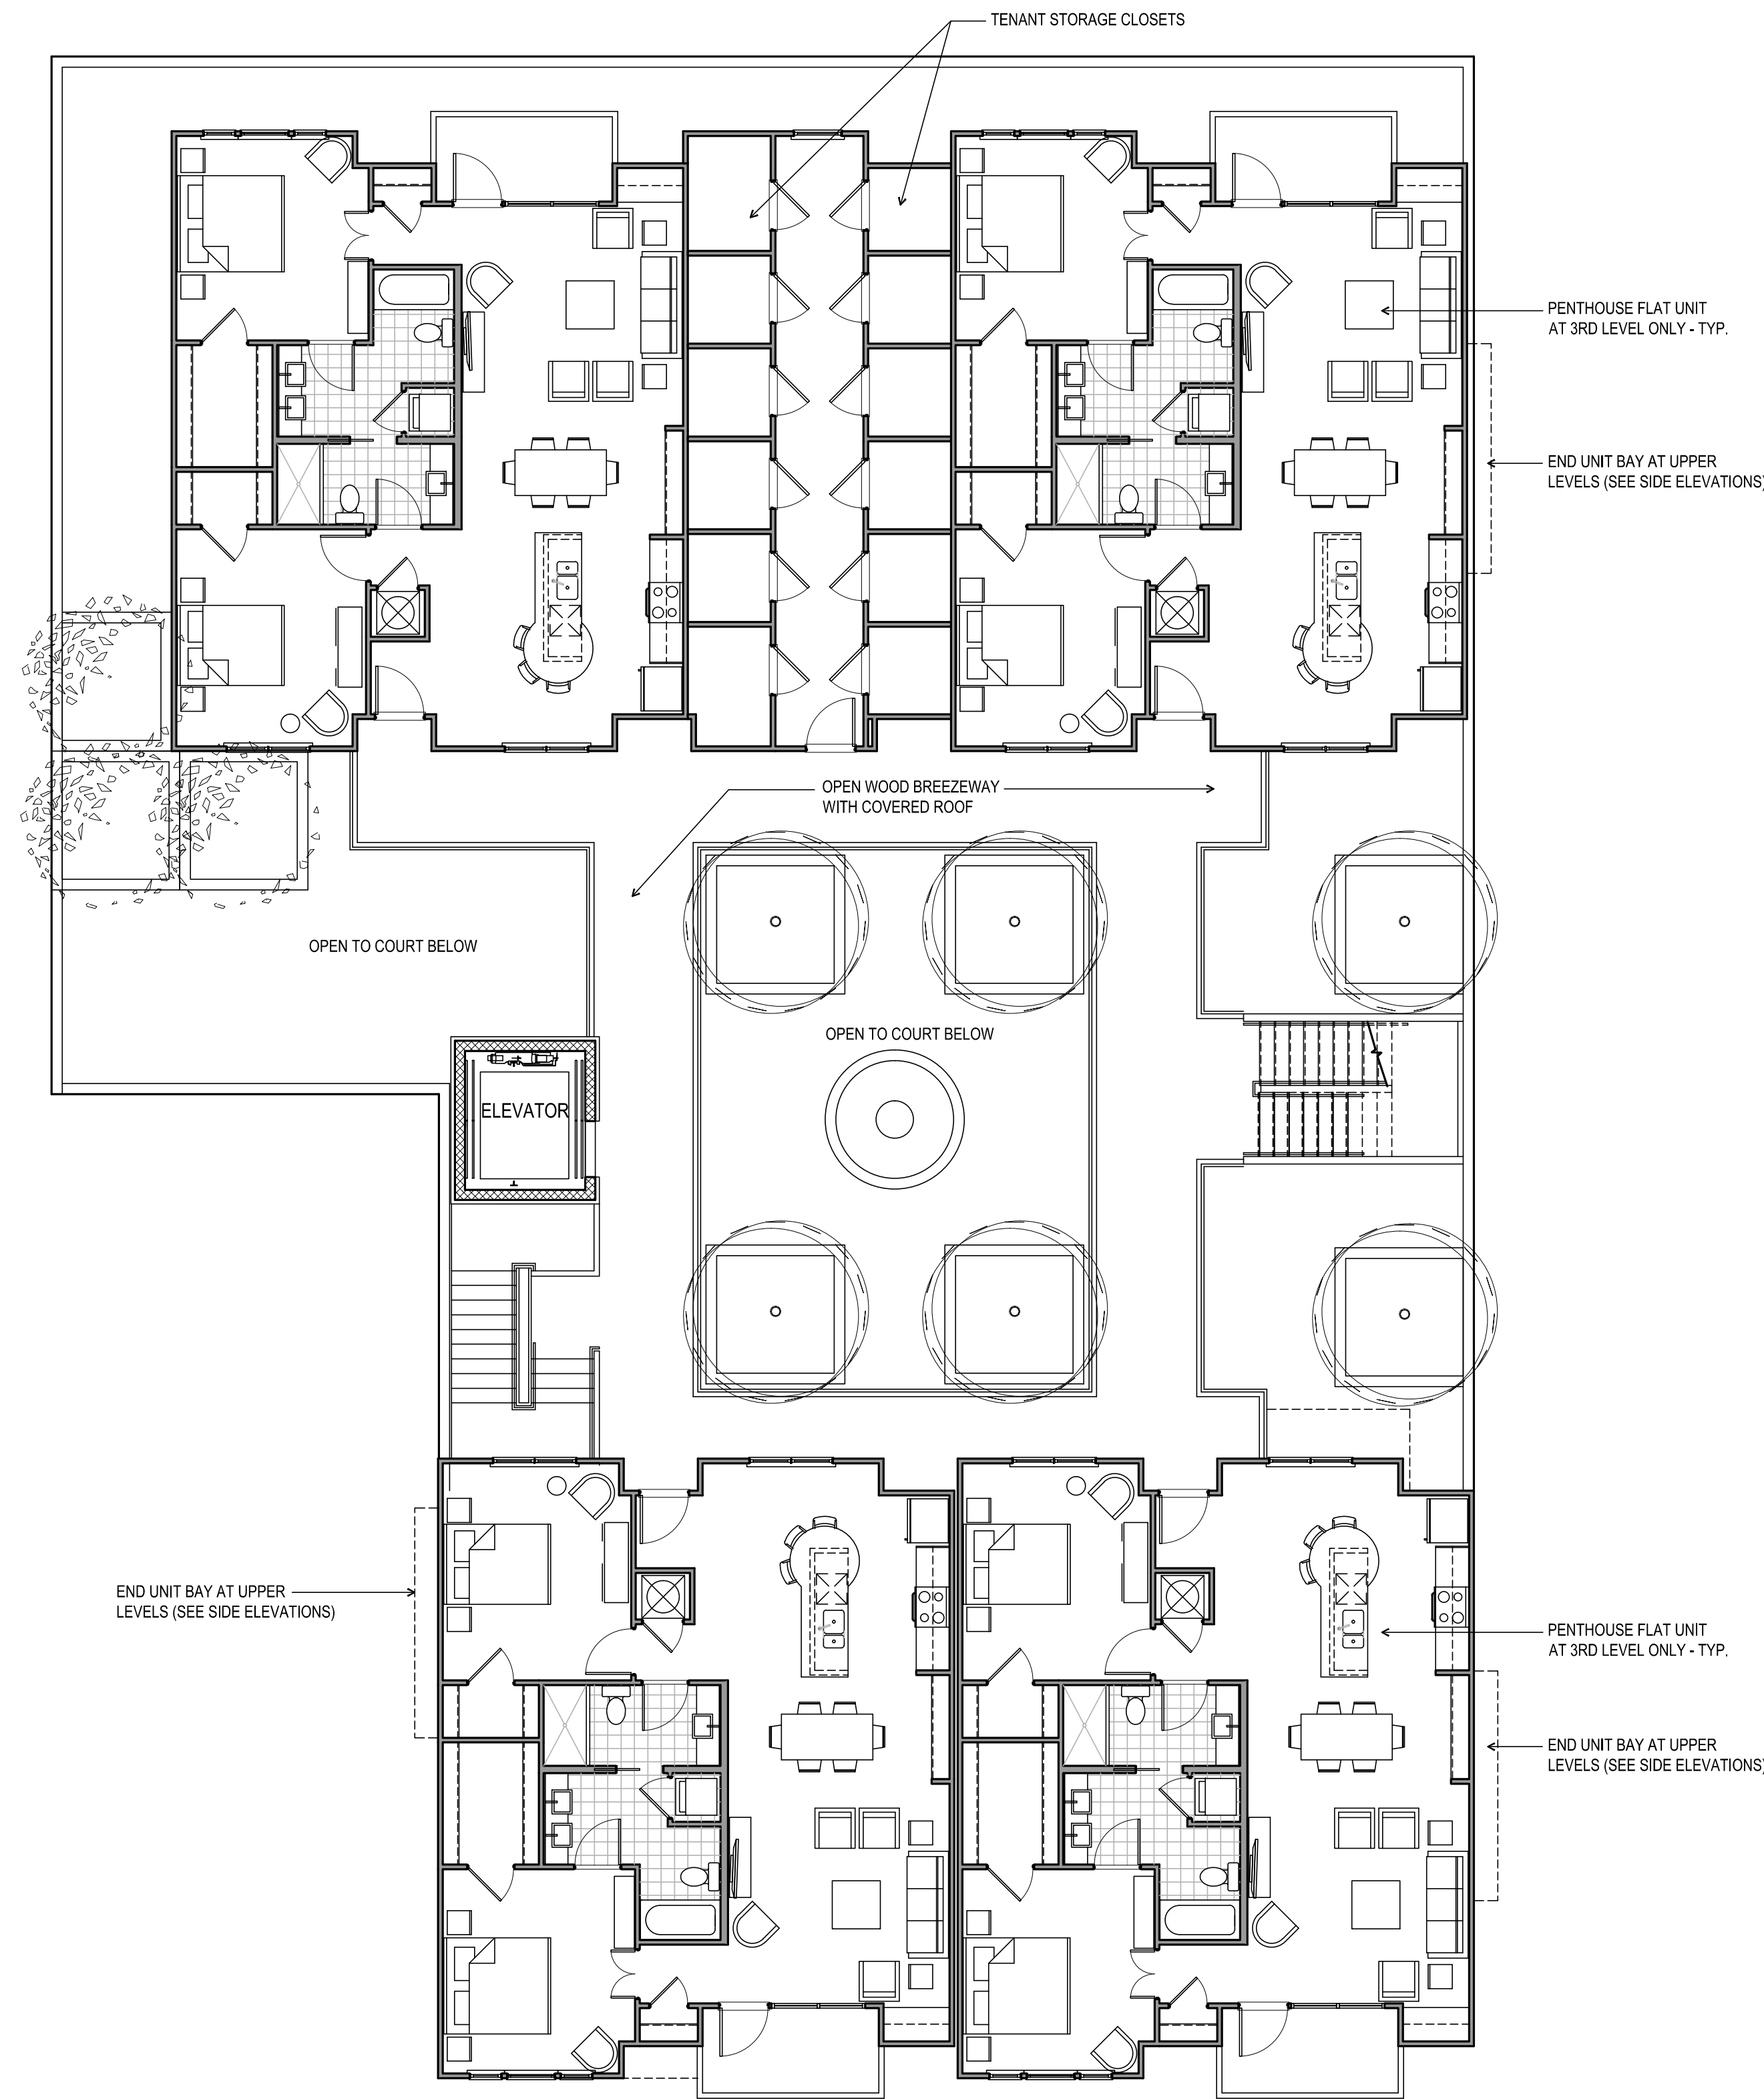 TENANT STORAGE CLOSETS
PENTHOUSE FLAT UNIT
AT 3RD LEVEL ONLY - TYP.
END UNIT BAY AT UPPER
LEVELS (SEE SIDE ELEVATIONS)
OPEN WOOD BREEZEWAY
WITH COVERED ROOF
OPEN TO COURT BELOW
OPEN TO COURT BELOW
ELEVATOR
END UNIT BAY AT UPPER
LEVELS (SEE SIDE ELEVATIONS)
PENTHOUSE FLAT UNIT
AT 3RD LEVEL ONLY - TYP.
END UNIT BAY AT UPPER
LEVELS (SEE SIDE ELEVATIONS)